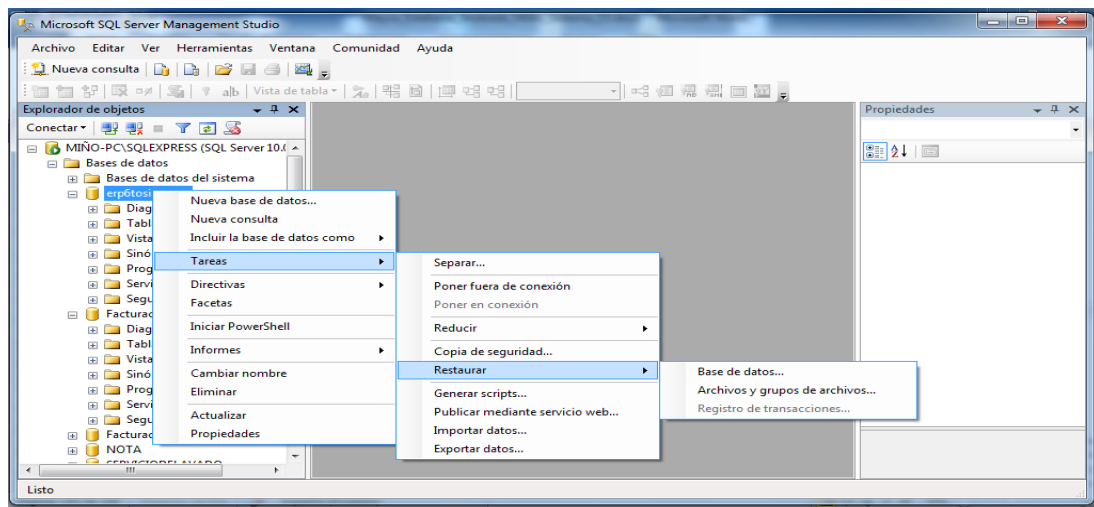 Microsoft SQL Server Management Studio
Archivo Editar Ver Herramientas Ventana Comunidad Ayuda
Nueva consulta
Vista de tabla
Explorador de objetos
Conectar
MIÑO-PC\SQLEXPRESS (SQL Server 10.
Bases de datos
Bases de datos del sistema
erp6tosi
Diag
Tabl
Vista
Sinó
Prog
Servi
Segu
Facturac
Diag
Tabl
Vista
Sinó
Prog
Servi
Segu
Facturac
NOTA
SERVICIORELAVADO
Nueva base de datos...
Nueva consulta
Incluir la base de datos como
Tareas
Directivas
Facetas
Iniciar PowerShell
Informes
Cambiar nombre
Eliminar
Actualizar
Propiedades
Separar...
Poner fuera de conexión
Poner en conexión
Reducir
Copia de seguridad...
Restaurar
Generar scripts...
Publicar mediante servicio web...
Importar datos...
Exportar datos...
Base de datos...
Archivos y grupos de archivos...
Registro de transacciones...
Propiedades
Listo